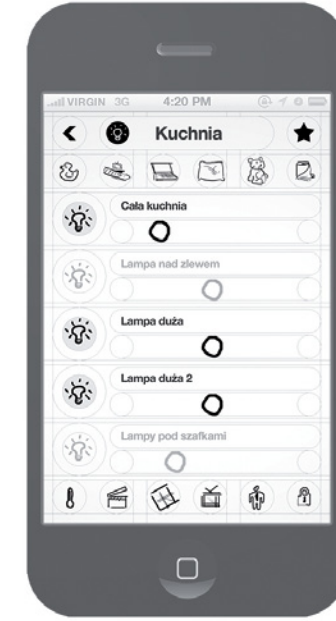 VIRGIN 3G 4:20 PM
Kuchnia
Cała kuchnia
Lampa nad zlewem
Lampa duża
Lampa duża 2
Lampy pod szafkami